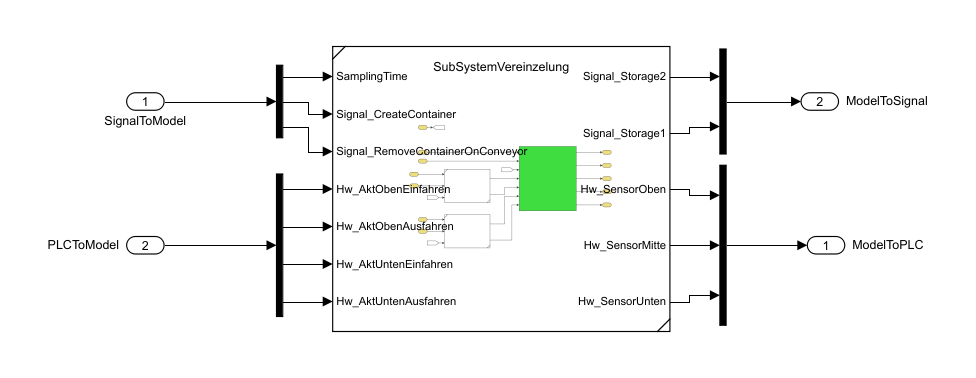 SubSystemVereinzelung
SamplingTime
Signal_CreateContainer
Signal_RemoveContainerOnConveyor
Hw_AktObenEinfahren
Hw_AktObenAusfahren
Hw_AktUntenEinfahren
Hw_AktUntenAusfahren
Signal_Storage2
Signal_Storage1
Hw_SensorOben
Hw_SensorMitte
Hw_SensorUnten
1
SignalToModel
PLCToModel
2
2
ModelToSignal
1
ModelToPLC